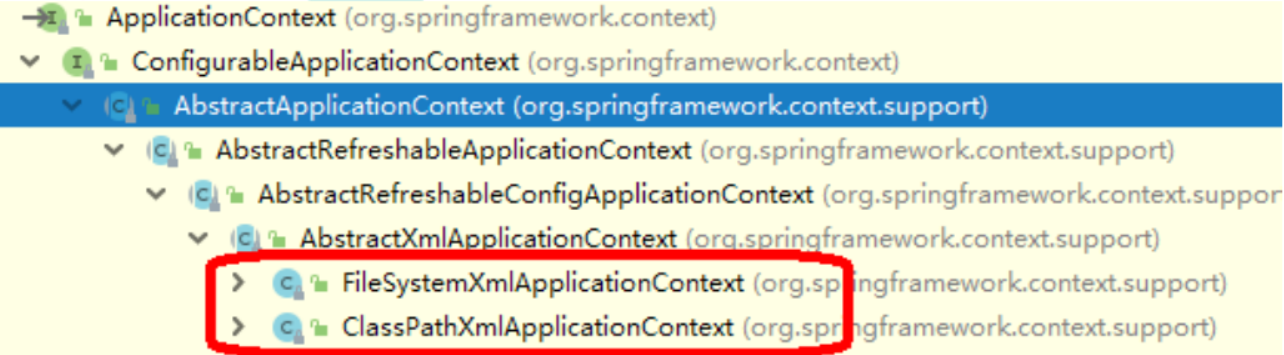 ApplicationContext (org.springframework.context)
ConfigurableApplicationContext (org.springframework.context)
AbstractApplicationContext (org.springframework.context.support)
AbstractRefreshableApplicationContext (org.springframework.context.support)
AbstractRefreshableConfigApplicationContext (org.springframework.context.suppor
AbstractXmlApplicationContext (org.springframework.context.support)
FileSystemXmlApplicationContext (org.springframework.context.support)
ClassPathXmlApplicationContext (org.springframework.context.support)